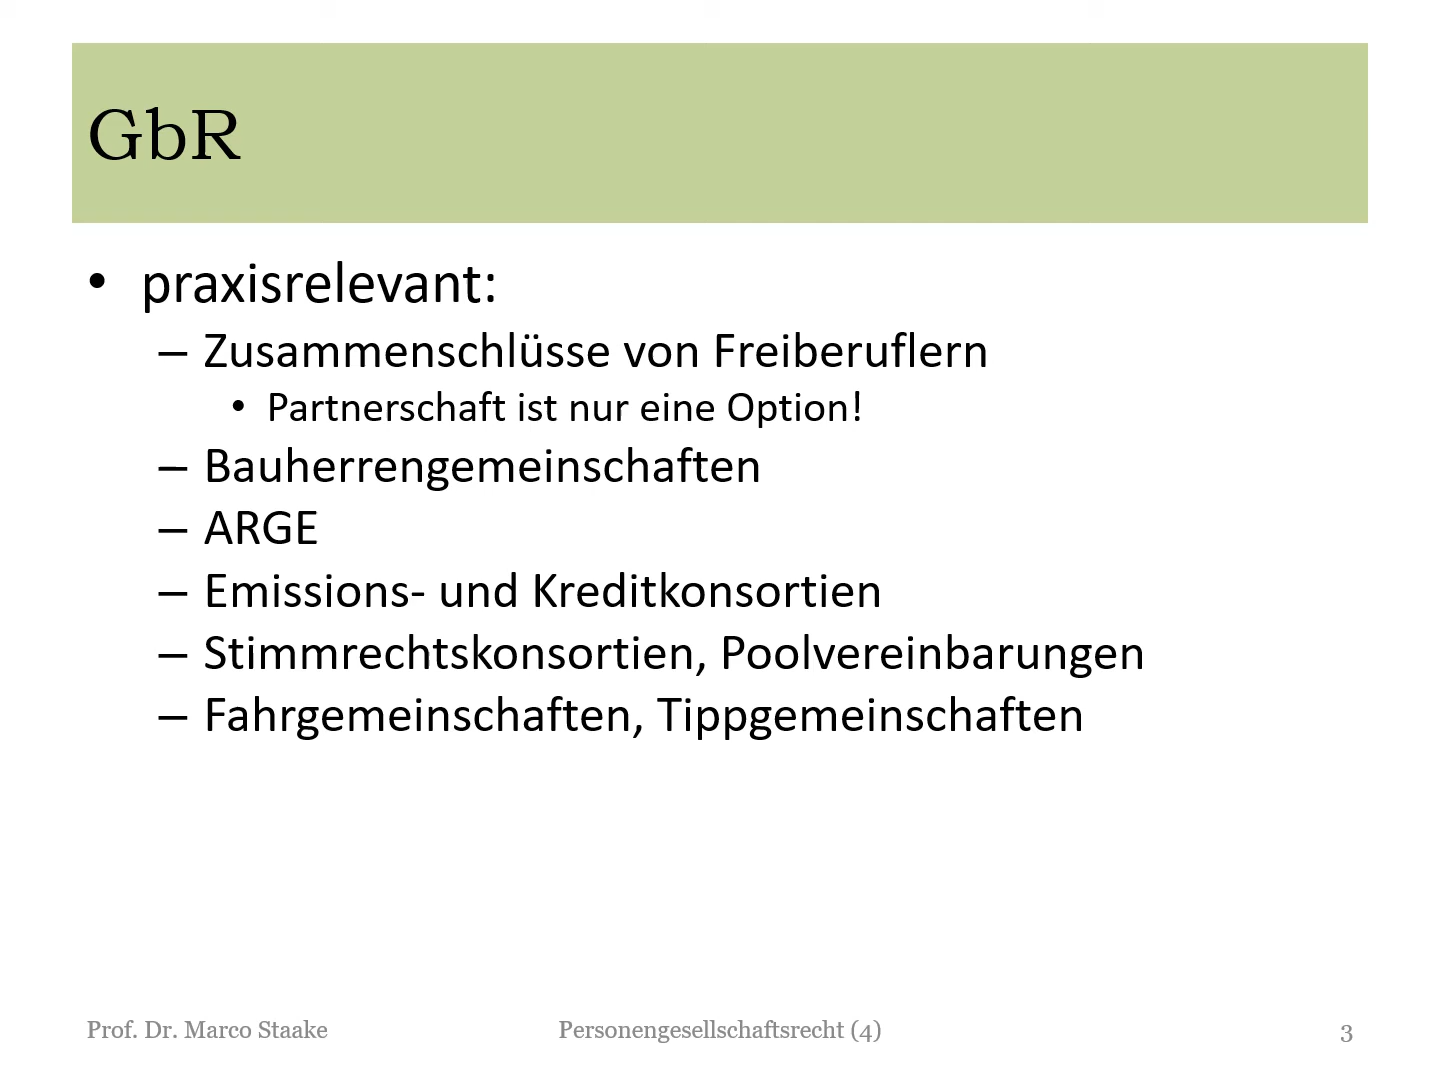 GbR
• praxisrelevant:
– Zusammenschlüsse von Freiberuflern
• Partnerschaft ist nur eine Option!
– Bauherrengemeinschaften
– ARGE
– Emissions- und Kreditkonsortien
– Stimmrechtskonsortien, Poolvereinbarungen
– Fahrgemeinschaften, Tippgemeinschaften
Prof. Dr. Marco Staake
Personengesellschaftsrecht (4)
3